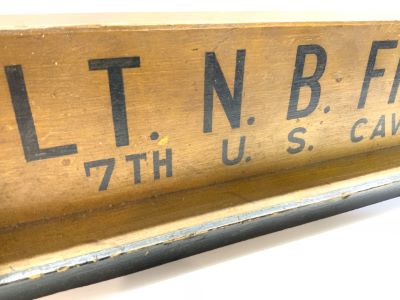 LT. N. B. F
7TH U. S. CAV